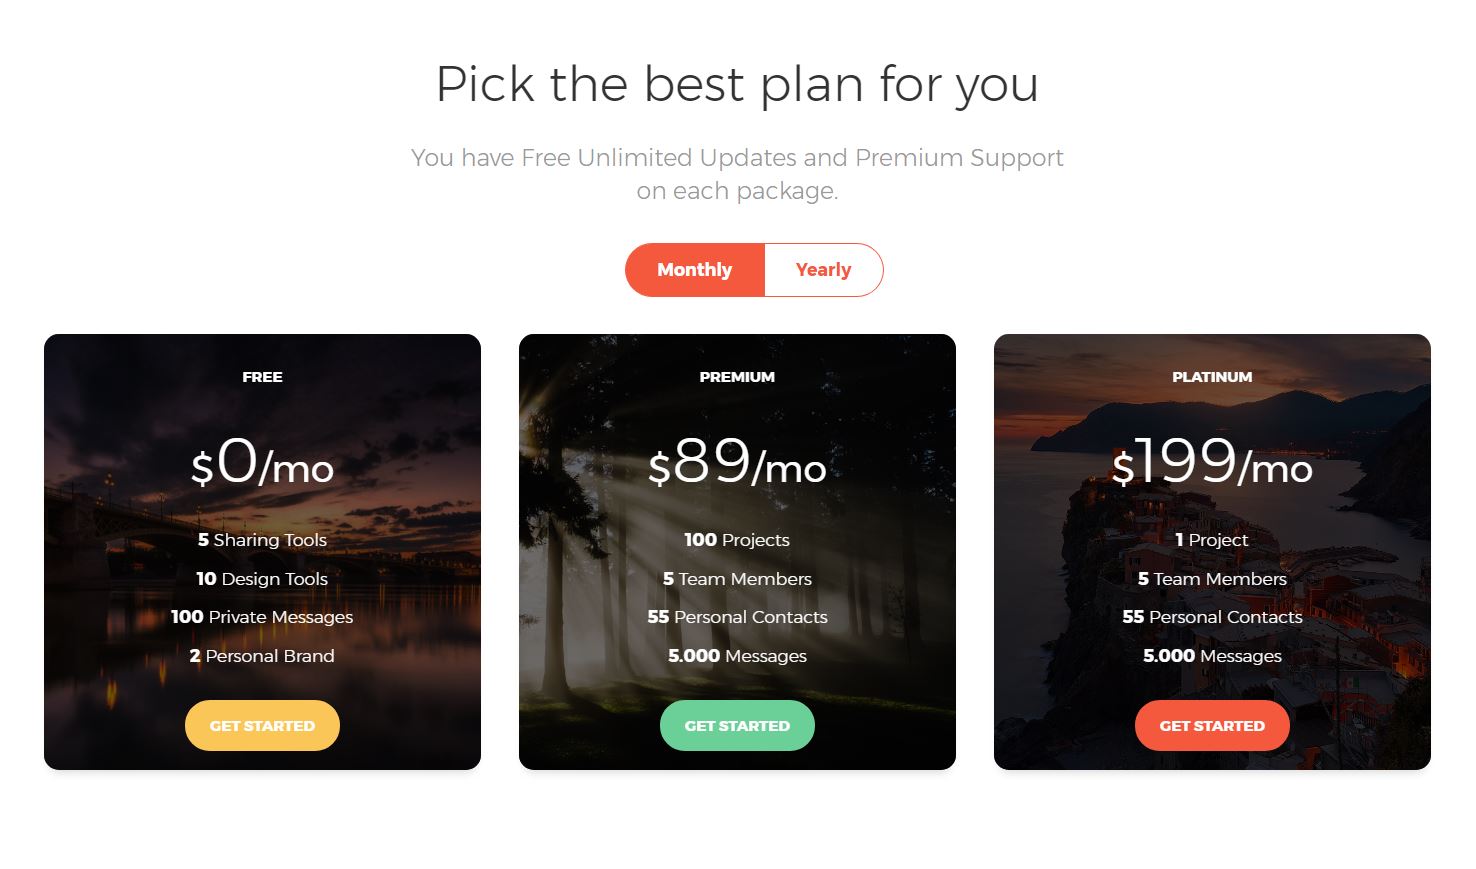 Pick the best plan for you
You have Free Unlimited Updates and Premium Support
on each package.
Monthly Yearly
FREE
$0/mo
5 Sharing Tools
10 Design Tools
100 Private Messages
2 Personal Brand
GET STARTED
PREMIUM
$89/mo
100 Projects
5 Team Members
55 Personal Contacts
5.000 Messages
GET STARTED
PLATINUM
$199/mo
1 Project
5 Team Members
55 Personal Contacts
5.000 Messages
GET STARTED